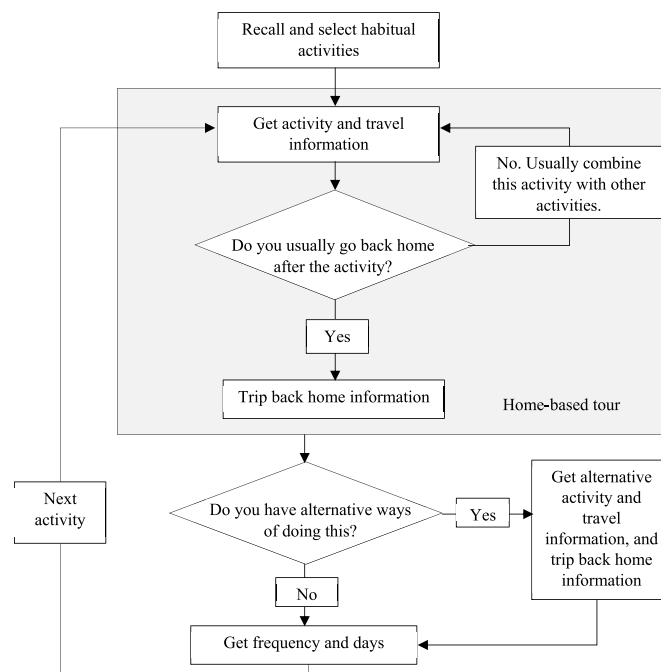 Recall and select habitual
activities
Get activity and travel
information
No. Usually combine
this activity with other
activities.
Do you usually go back home
after the activity?
Yes
Trip back home information
Home-based tour
Next
activity
Do you have alternative ways
of doing this?
Yes
Get alternative
activity and
travel
information, and
trip back home
information
No
Get frequency and days